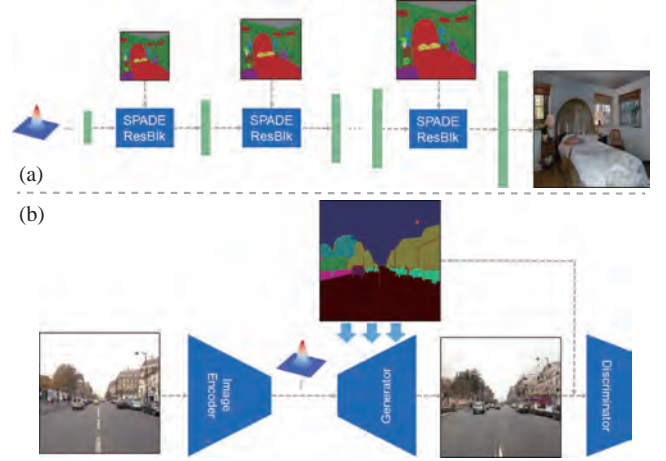 SPADE
ResBlk
SPADE
ResBlk
SPADE
ResBlk
(a)
(b)
Image
Encoder
Generator
Discriminator